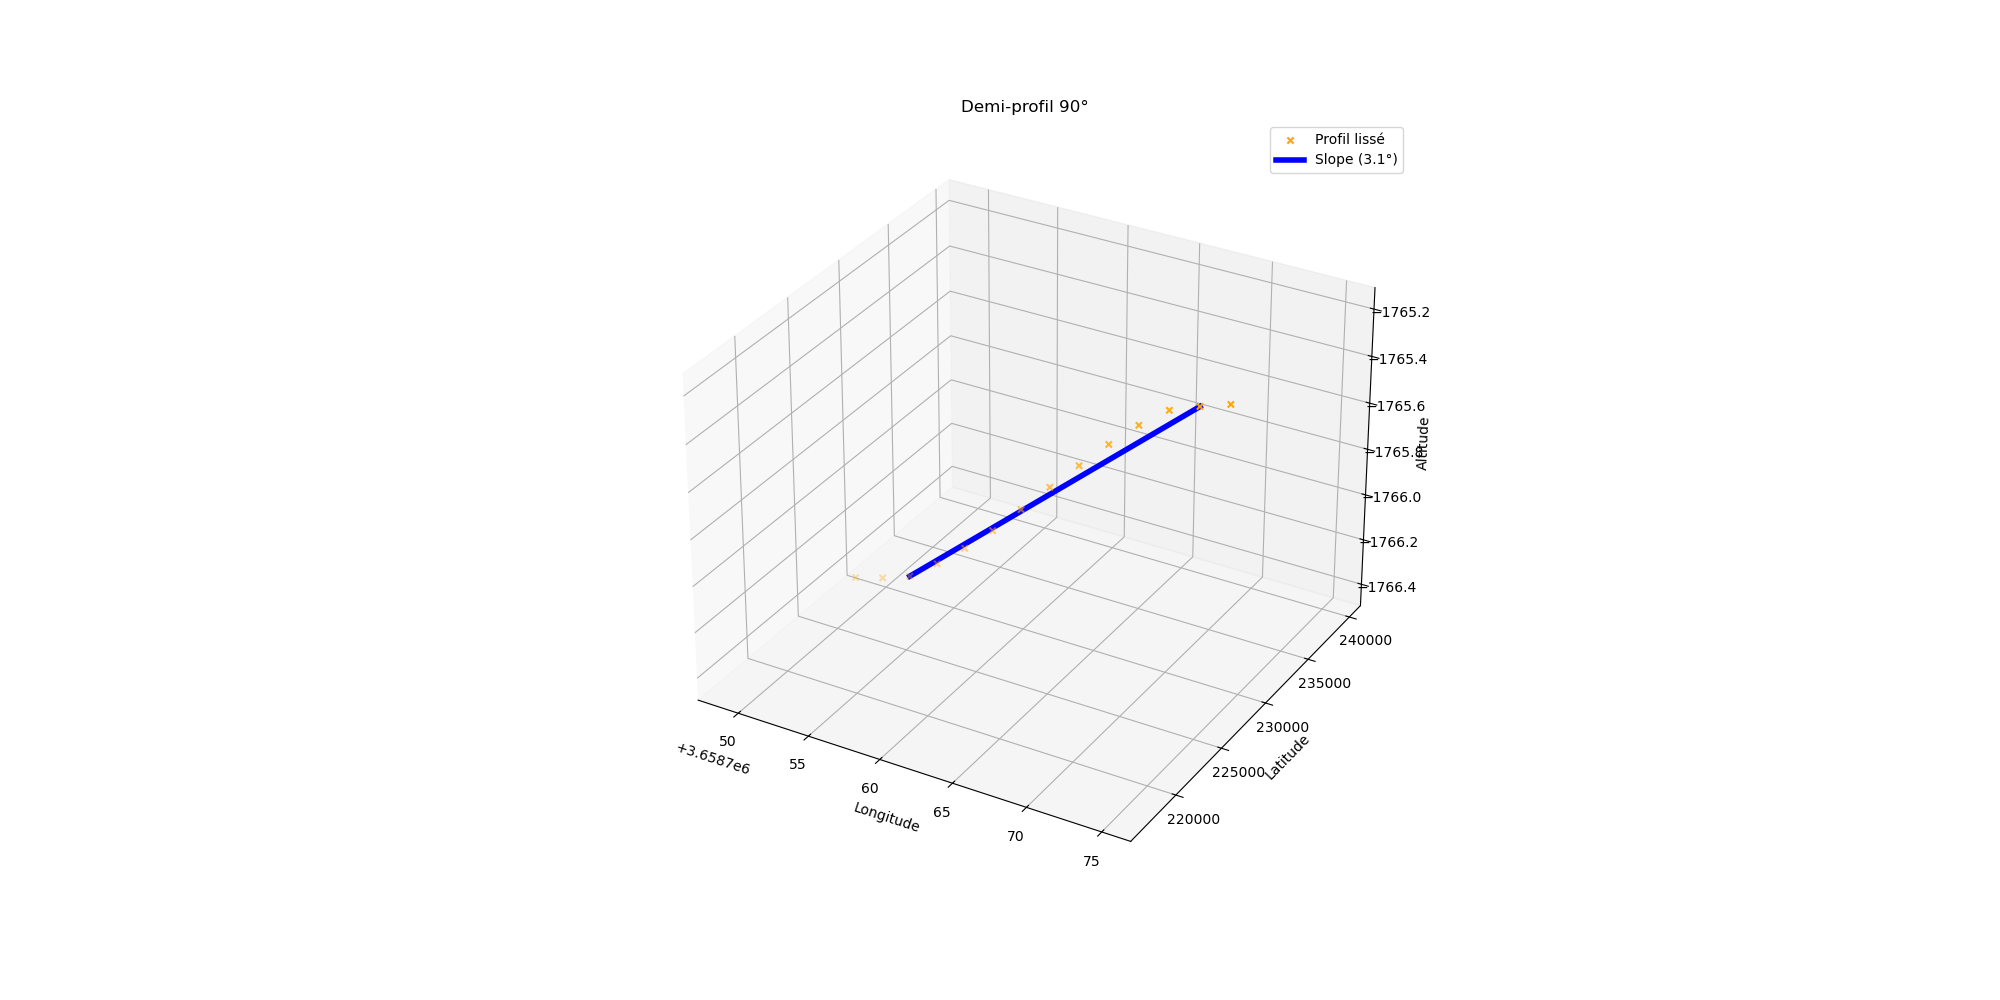 Demi-profil 90°
Profil lissé
Slope (3.1°)
−1765.2
−1765.4
−1765.6
−1765.8
−1766.0
−1766.2
−1766.4
Altitude
240000
235000
230000
225000
220000
Latitude
50
55
60
65
70
75
+3.6587e6
Longitude